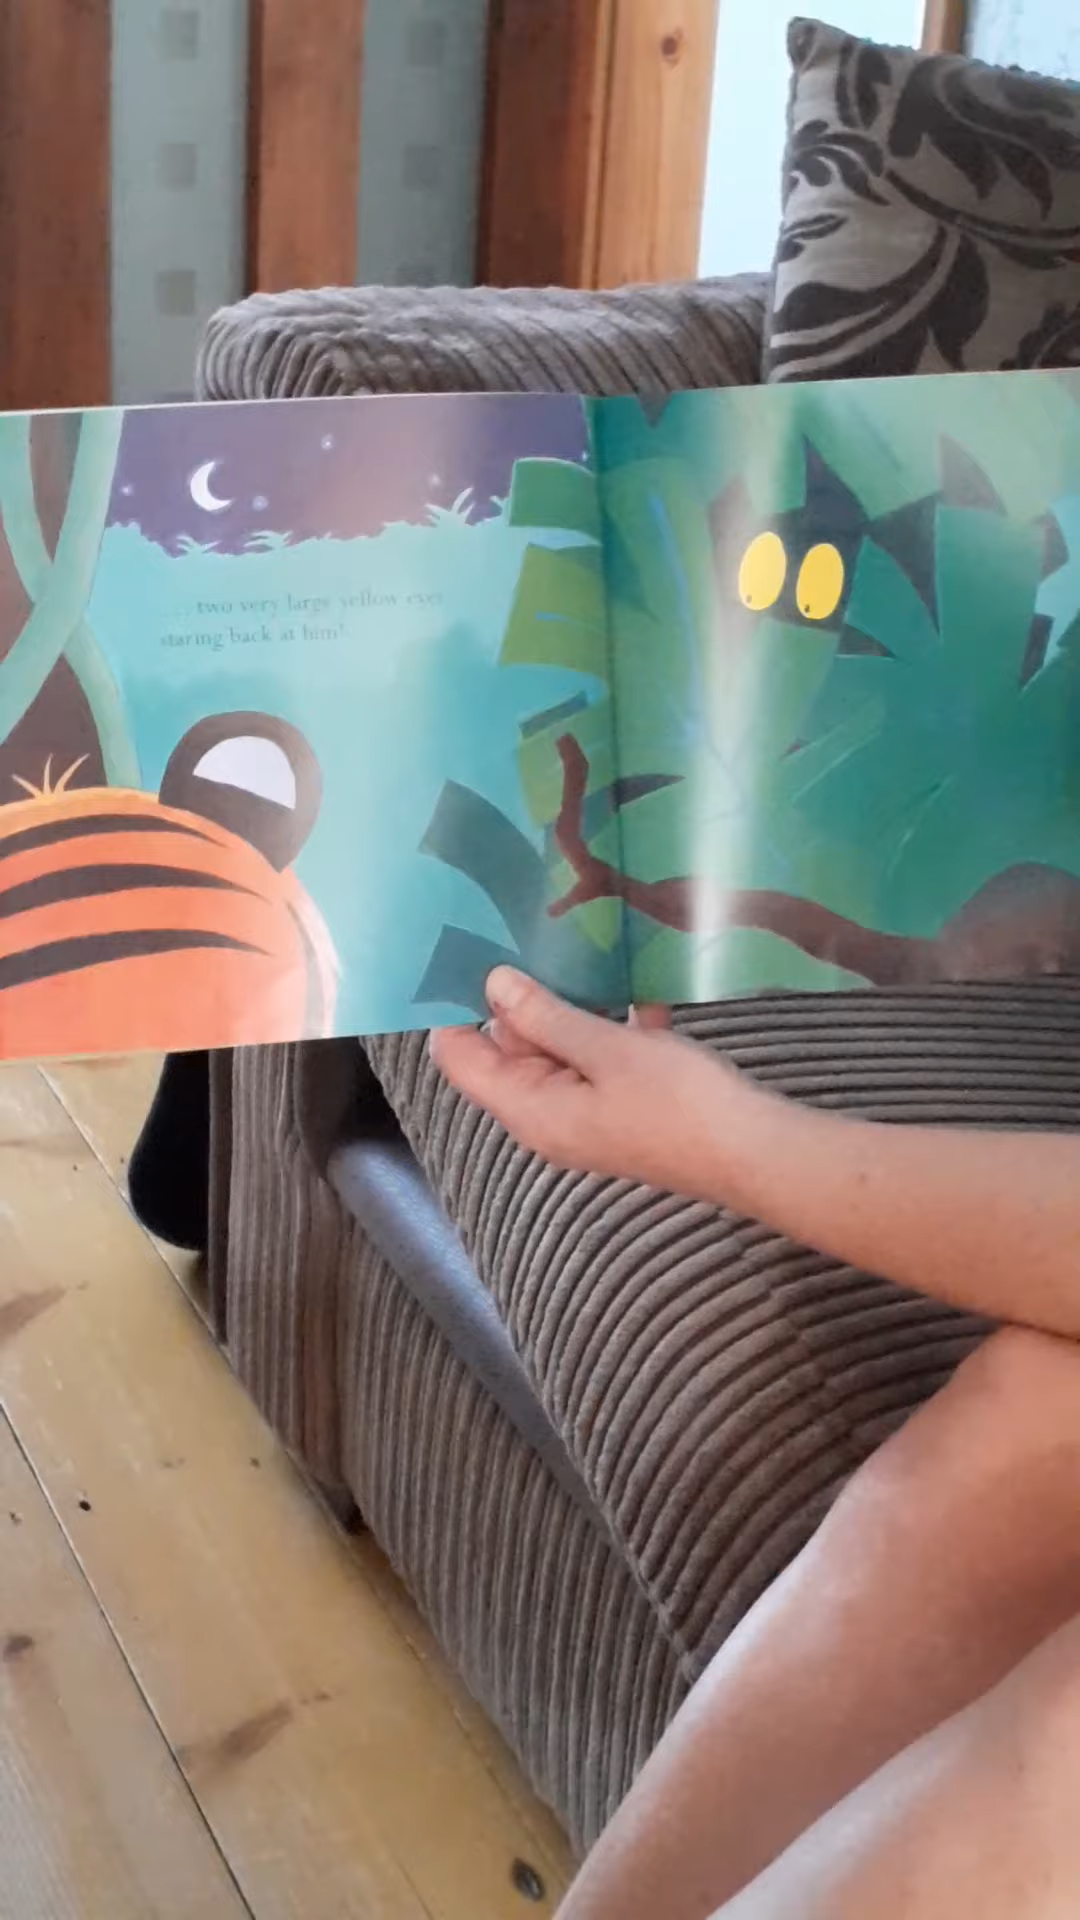 . . . two very large yellow eyes
staring back at him!